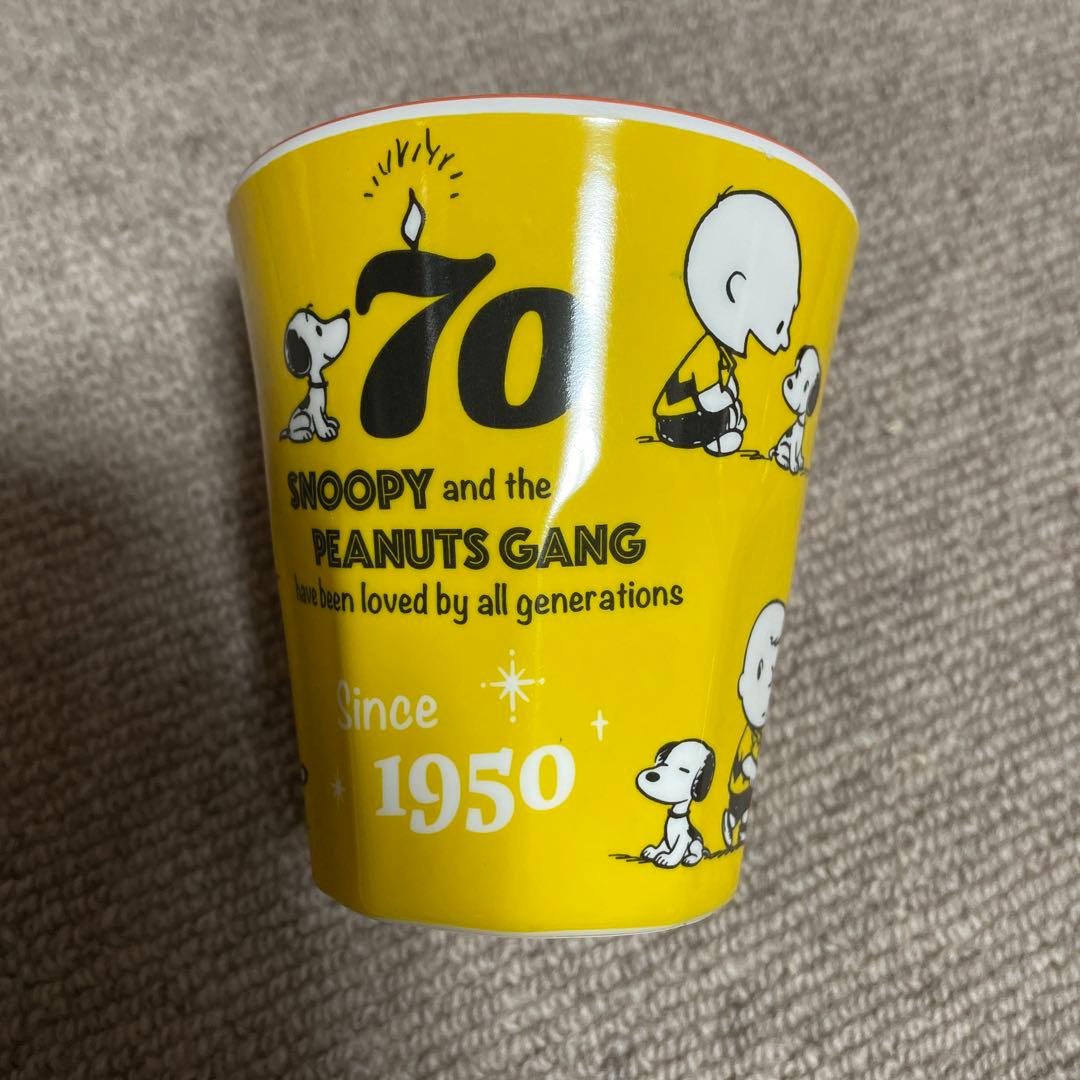 70
SNOOPY and the
PEANUTS GANG
have been loved by all generations
Since
1950